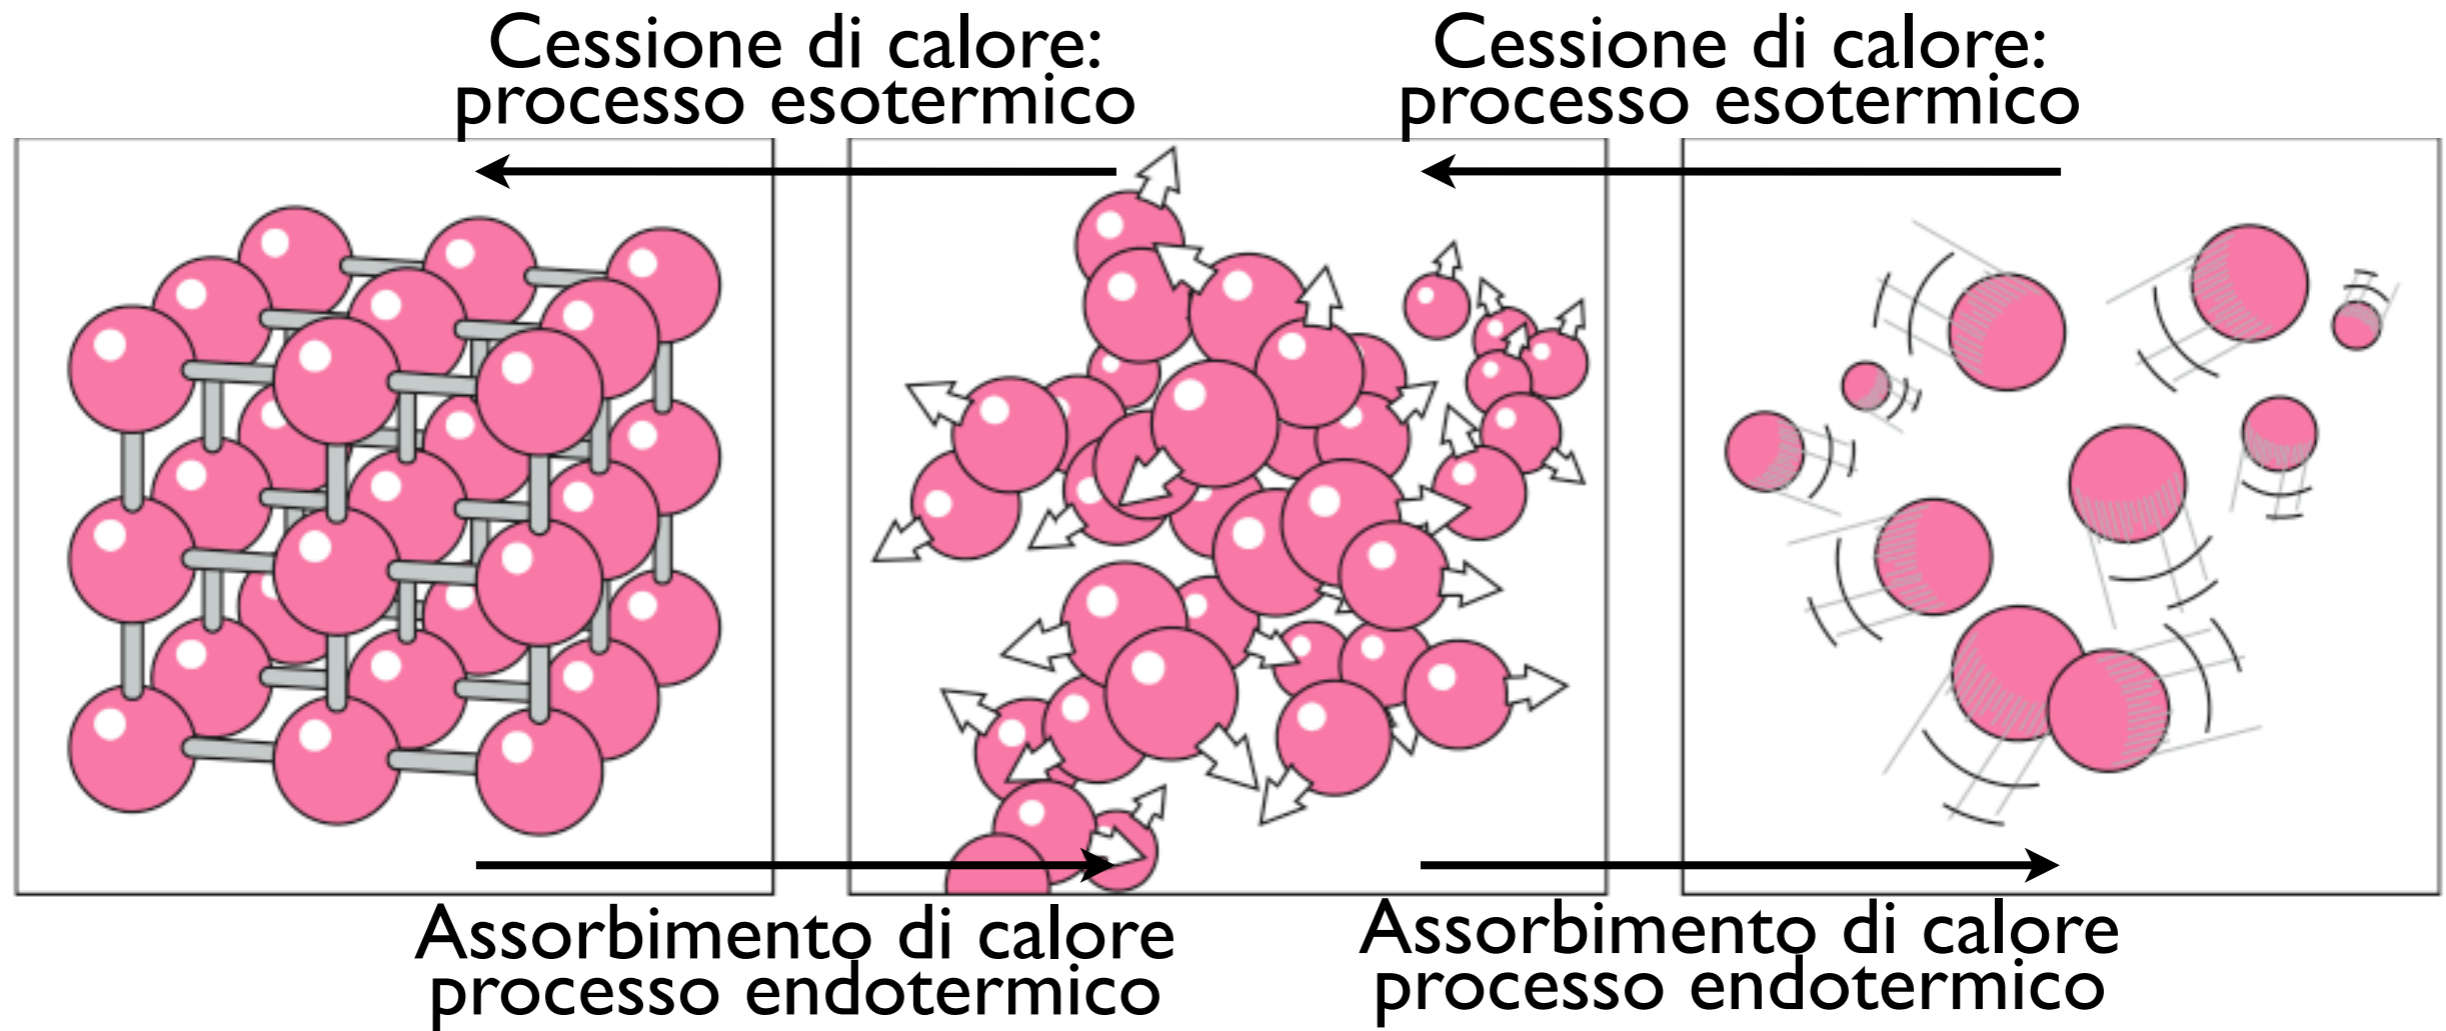 Cessione di calore:
processo esotermico
Cessione di calore:
processo esotermico
Assorbimento di calore
processo endotermico
Assorbimento di calore
processo endotermico